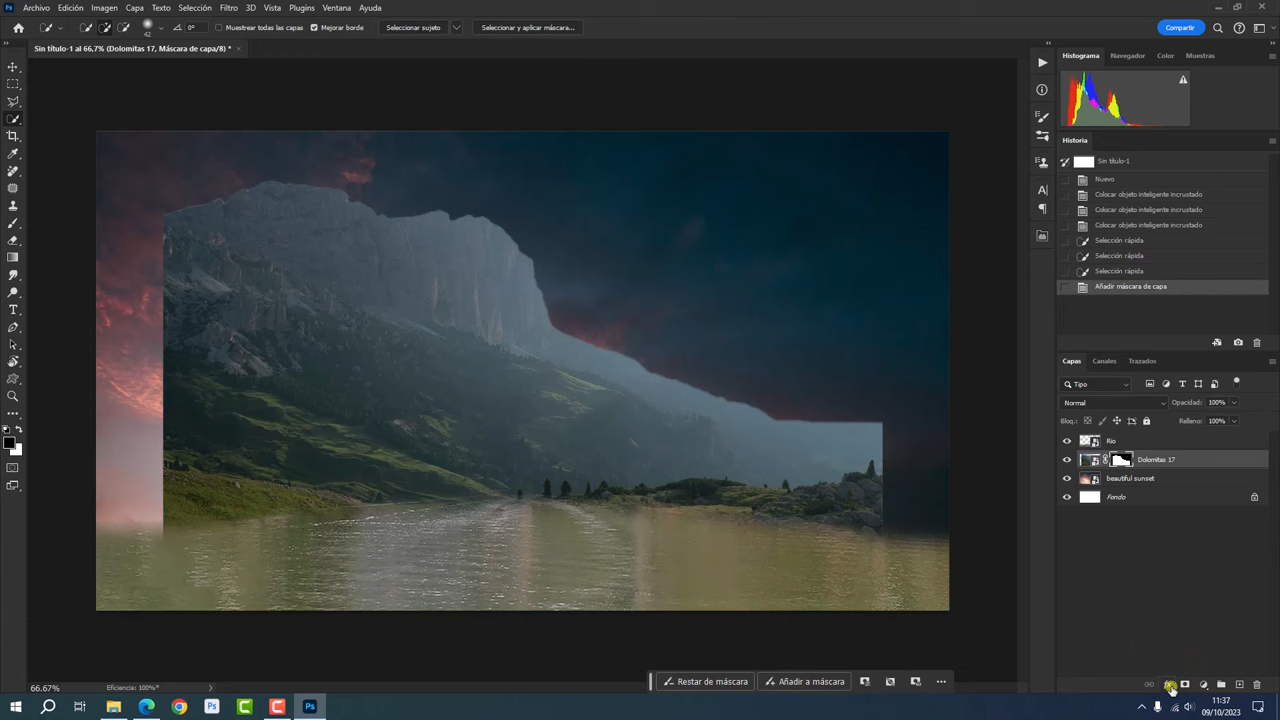 Ps Archivo Edición Imagen Capa Texto Selección Filtro 3D Vista Plugins Ventana Ayuda
42 0° Muestrear todas las capas Mejorar borde Seleccionar sujeto Seleccionar y aplicar máscara... Compartir
Sin título-1 al 66,7% (Dolomitas 17, Máscara de capa/8) * ×
Histograma Navegador Color Muestras
Historia
Sin título-1
Nuevo
Colocar objeto inteligente incrustado
Colocar objeto inteligente incrustado
Colocar objeto inteligente incrustado
Selección rápida
Selección rápida
Selección rápida
Añadir máscara de capa
Capas Canales Trazados
Tipo
Normal Opacidad: 100%
Bloq.: Relleno: 100%
Rio
Dolomitas 17
beautiful sunset
Fondo
Restar de máscara Añadir a máscara
66.67% Eficiencia: 100%*
11:37
09/10/2023